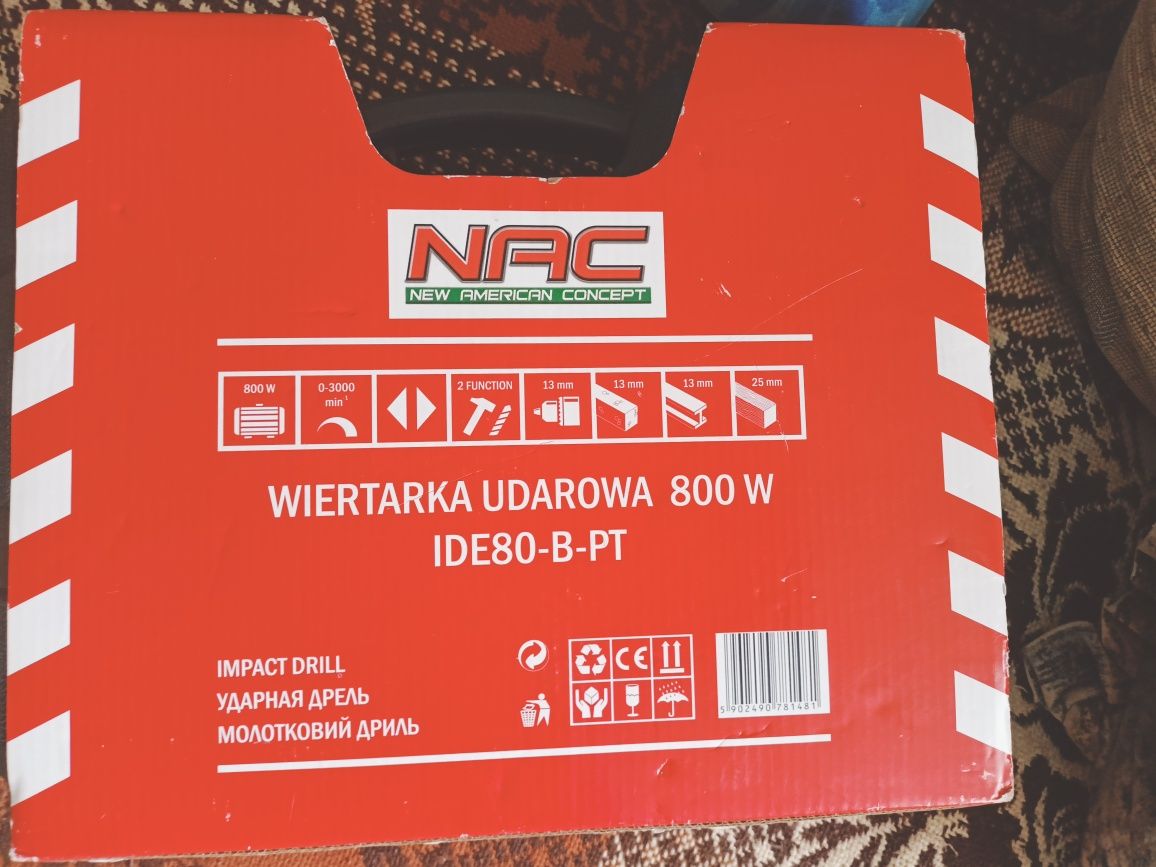 NAC
NEW AMERICAN CONCEPT
800 W
0-3000
min⁻¹
2 FUNCTION
13 mm
13 mm
13 mm
25 mm
WIERTARKA UDAROWA 800 W
IDE80-B-PT
IMPACT DRILL
УДАРНАЯ ДРЕЛЬ
МОЛОТКОВИЙ ДРИЛЬ
CE
5 902490 781481